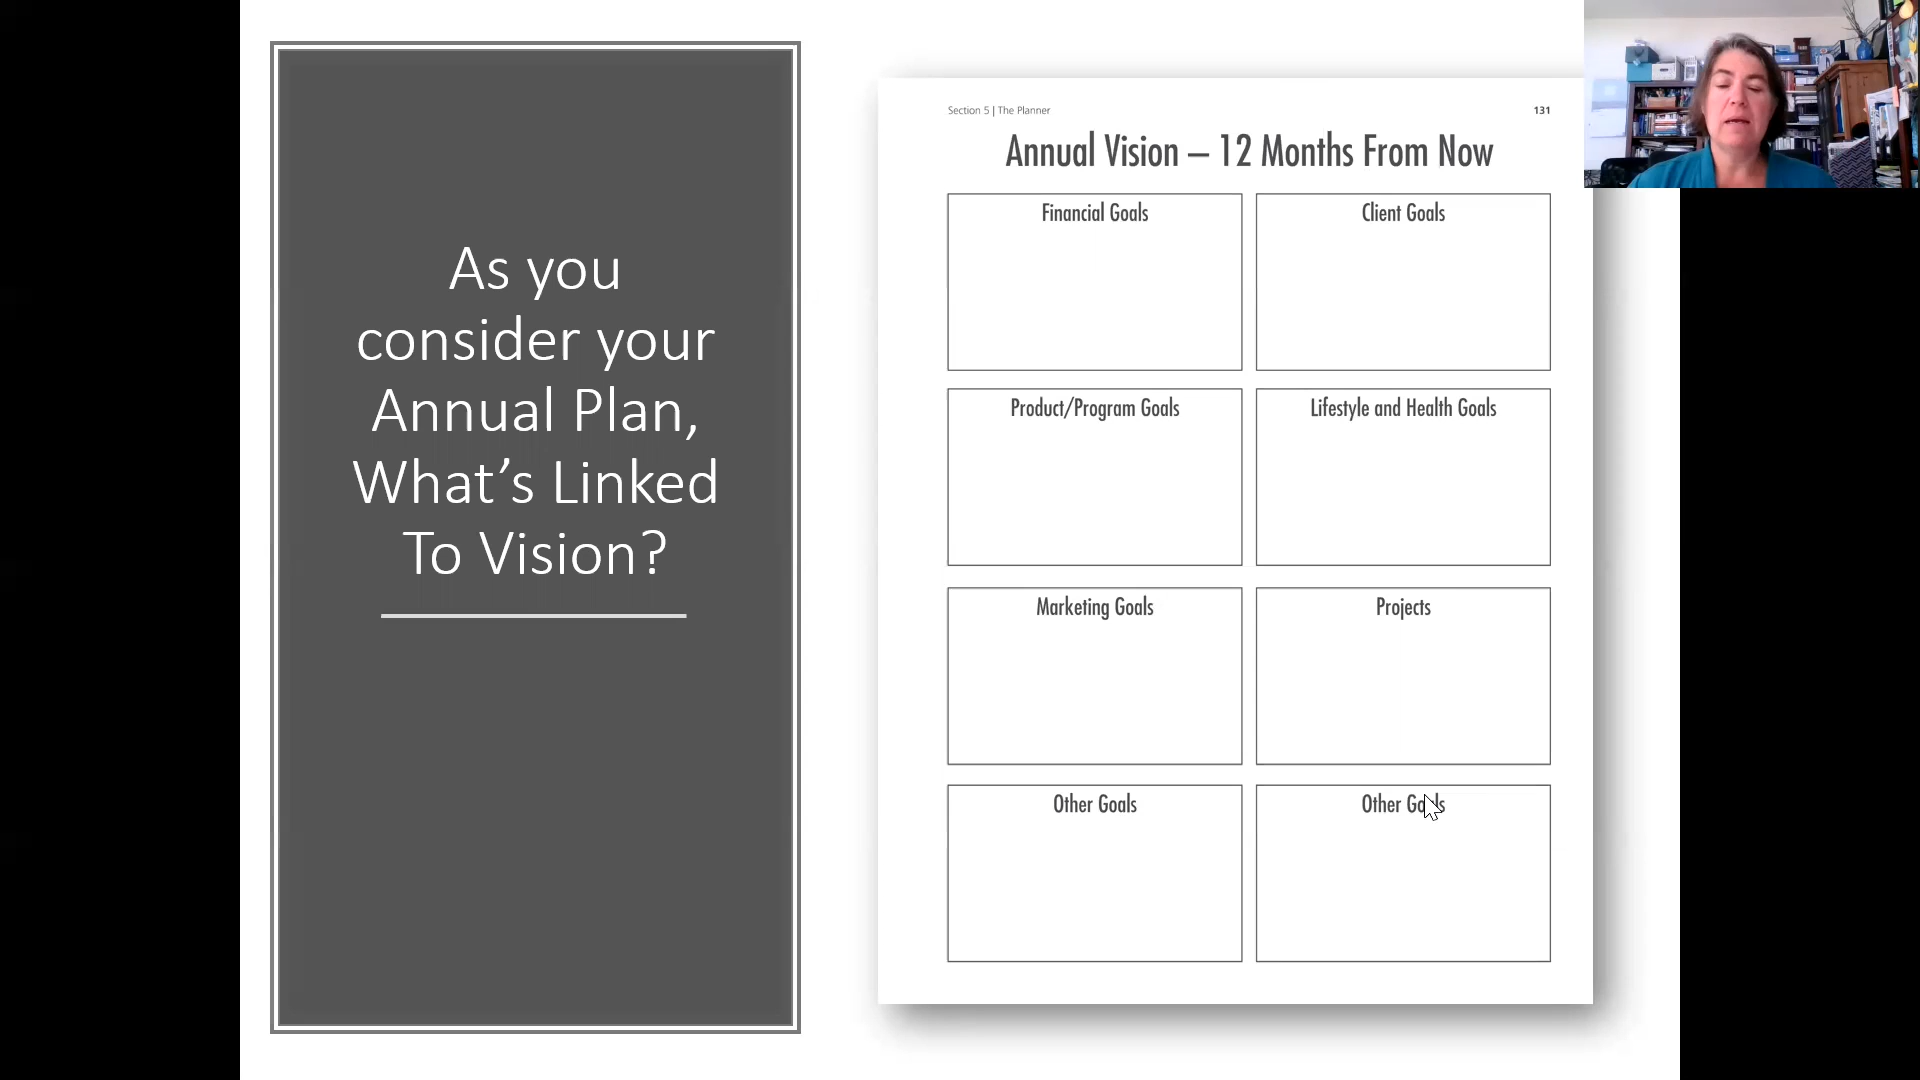 As you
consider your
Annual Plan,
What's Linked
To Vision?
Section 5 | The Planner
131
Annual Vision – 12 Months From Now
Financial Goals
Client Goals
Product/Program Goals
Lifestyle and Health Goals
Marketing Goals
Projects
Other Goals
Other Goals